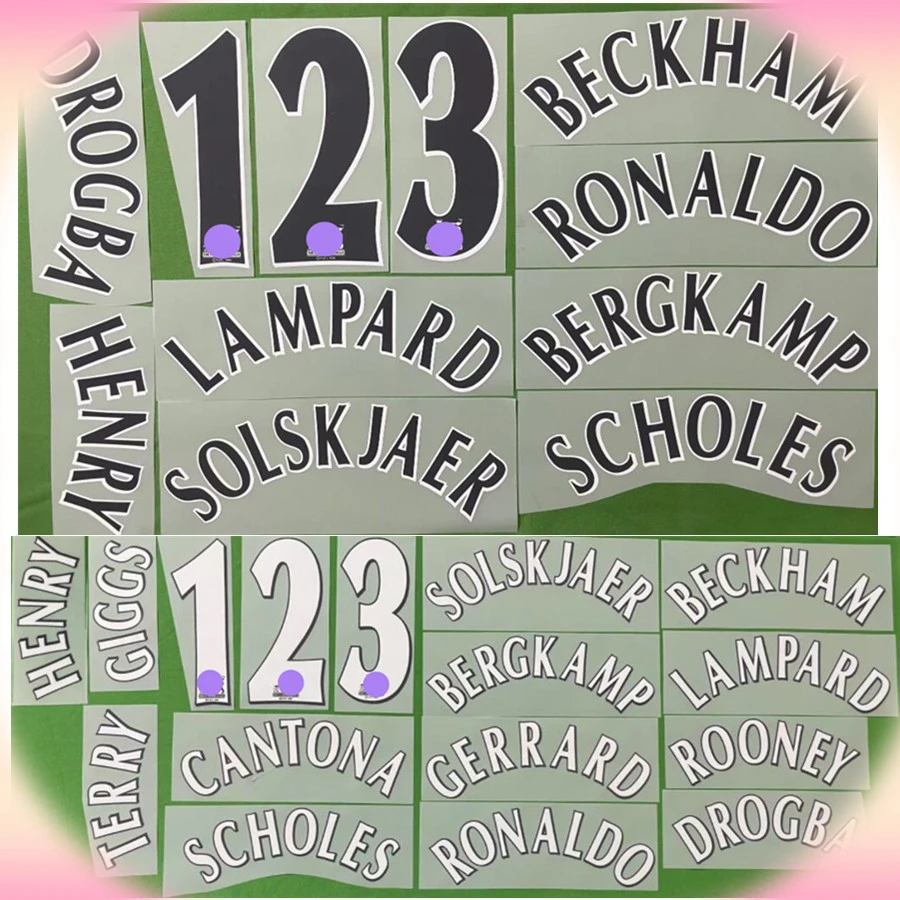 DROGBA
1
2
3
BECKHAM
RONALDO
LAMPARD
BERGKAMP
HENRY
SOLSKJAER
SCHOLES
HENRY
GIGGS
1
2
3
SOLSKJAER
BECKHAM
BERGKAMP
LAMPARD
TERRY
CANTONA
GERRARD
ROONEY
SCHOLES
RONALDO
DROGBA